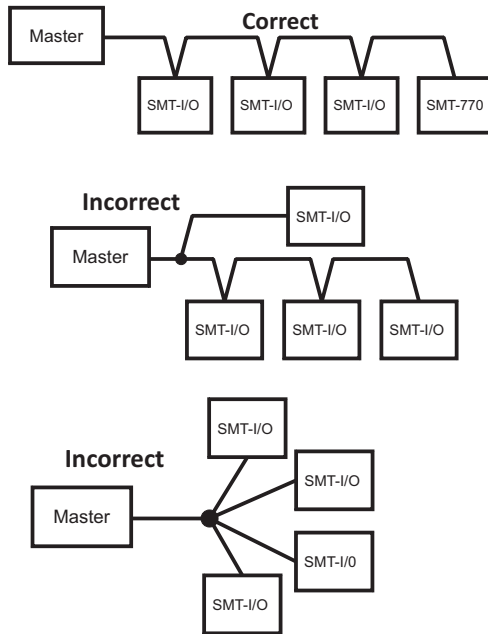 Correct
Master
SMT-I/O SMT-I/O SMT-I/O SMT-770
Incorrect
SMT-I/O
Master
SMT-I/O SMT-I/O SMT-I/O
SMT-I/O
Incorrect
SMT-I/O
Master
SMT-I/0
SMT-I/O